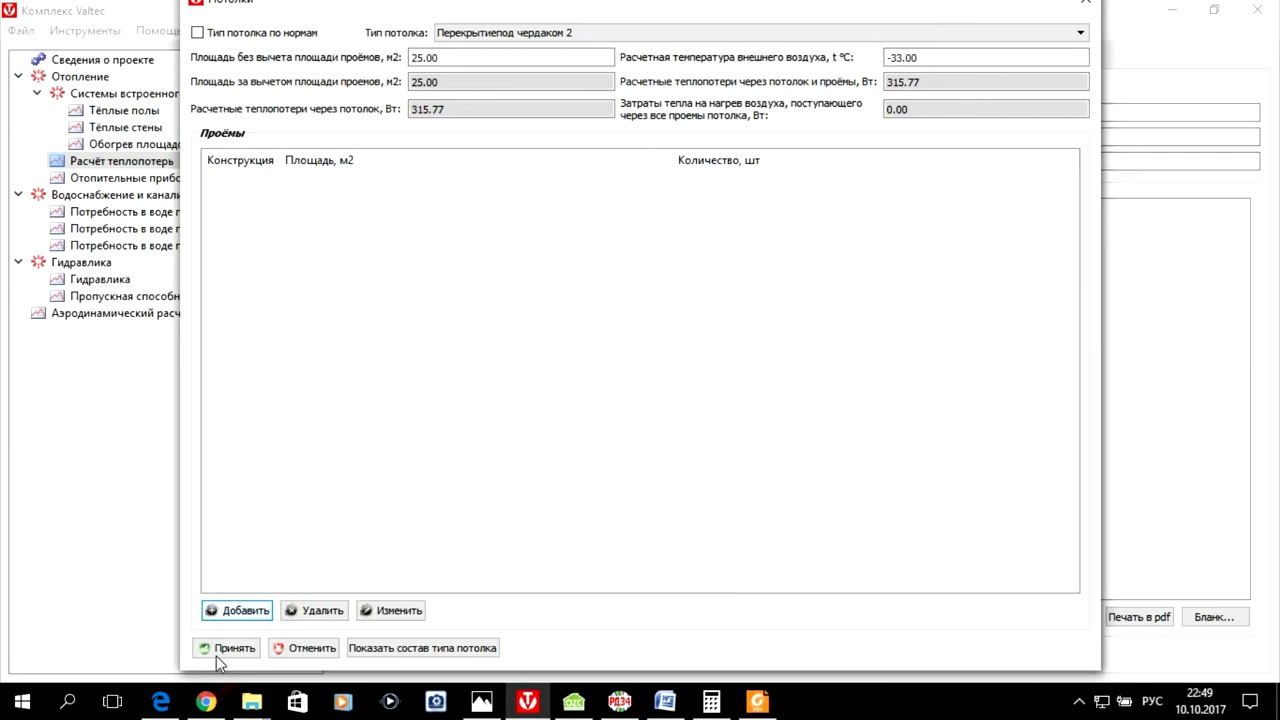 Комплекс Valtec
Файл Инструменты Помощь
Сведения о проекте
Отопление
Системы встроенног
Тёплые полы
Тёплые стены
Обогрев площадо
Расчёт теплопотерь
Отопительные прибо
Водоснабжение и канали
Потребность в воде п
Потребность в воде п
Потребность в воде п
Гидравлика
Гидравлика
Пропускная способн
Аэродинамический расч
Потолки
Тип потолка по нормам Тип потолка: Перекрытиепод чердаком 2
Площадь без вычета площади проёмов, м2: 25.00 Расчетная температура внешнего воздуха, t °C: -33.00
Площадь за вычетом площади проемов, м2: 25.00 Расчетные теплопотери через потолок и проёмы, Вт: 315.77
Расчетные теплопотери через потолок, Вт: 315.77 Затраты тепла на нагрев воздуха, поступающего
через все проемы потолка, Вт: 0.00
Проёмы
Конструкция Площадь, м2 Количество, шт
Добавить Удалить Изменить
Принять Отменить Показать состав типа потолка
Печать в pdf Бланк...
РУС 22:49
10.10.2017